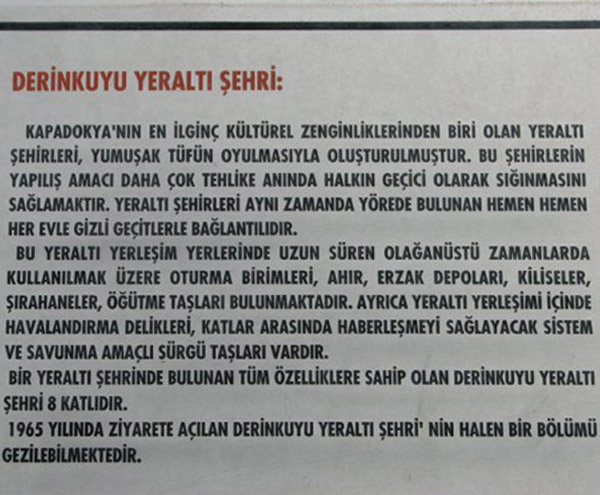 DERİNKUYU YERALTI ŞEHRİ:
KAPADOKYA'NIN EN İLGİNÇ KÜLTÜREL ZENGİNLİKLERİNDEN BİRİ OLAN YERALTI
ŞEHİRLERİ, YUMUŞAK TÜFÜN OYULMASIYLA OLUŞTURULMUŞTUR. BU ŞEHİRLERİN
YAPILIŞ AMACI DAHA ÇOK TEHLİKE ANINDA HALKIN GEÇİCİ OLARAK SIĞINMASINI
SAĞLAMAKTIR. YERALTI ŞEHİRLERİ AYNI ZAMANDA YÖREDE BULUNAN HEMEN HEMEN
HER EVLE GİZLİ GEÇİTLERLE BAĞLANTILIDIR.
BU YERALTI YERLEŞİM YERLERİNDE UZUN SÜREN OLAĞANÜSTÜ ZAMANLARDA
KULLANILMAK ÜZERE OTURMA BİRİMLERİ, AHIR, ERZAK DEPOLARI, KİLİSELER,
ŞIRAHANELER, ÖĞÜTME TAŞLARI BULUNMAKTADIR. AYRICA YERALTI YERLEŞİMİ İÇİNDE
HAVALANDIRMA DELİKLERİ, KATLAR ARASINDA HABERLEŞMEYİ SAĞLAYACAK SİSTEM
VE SAVUNMA AMAÇLI SÜRGÜ TAŞLARI VARDIR.
BİR YERALTI ŞEHRİNDE BULUNAN TÜM ÖZELLİKLERE SAHİP OLAN DERİNKUYU YERALTI
ŞEHRİ 8 KATLIDIR.
1965 YILINDA ZİYARETE AÇILAN DERİNKUYU YERALTI ŞEHRİ' NİN HALEN BİR BÖLÜMÜ
GEZİLEBİLMEKTEDİR.